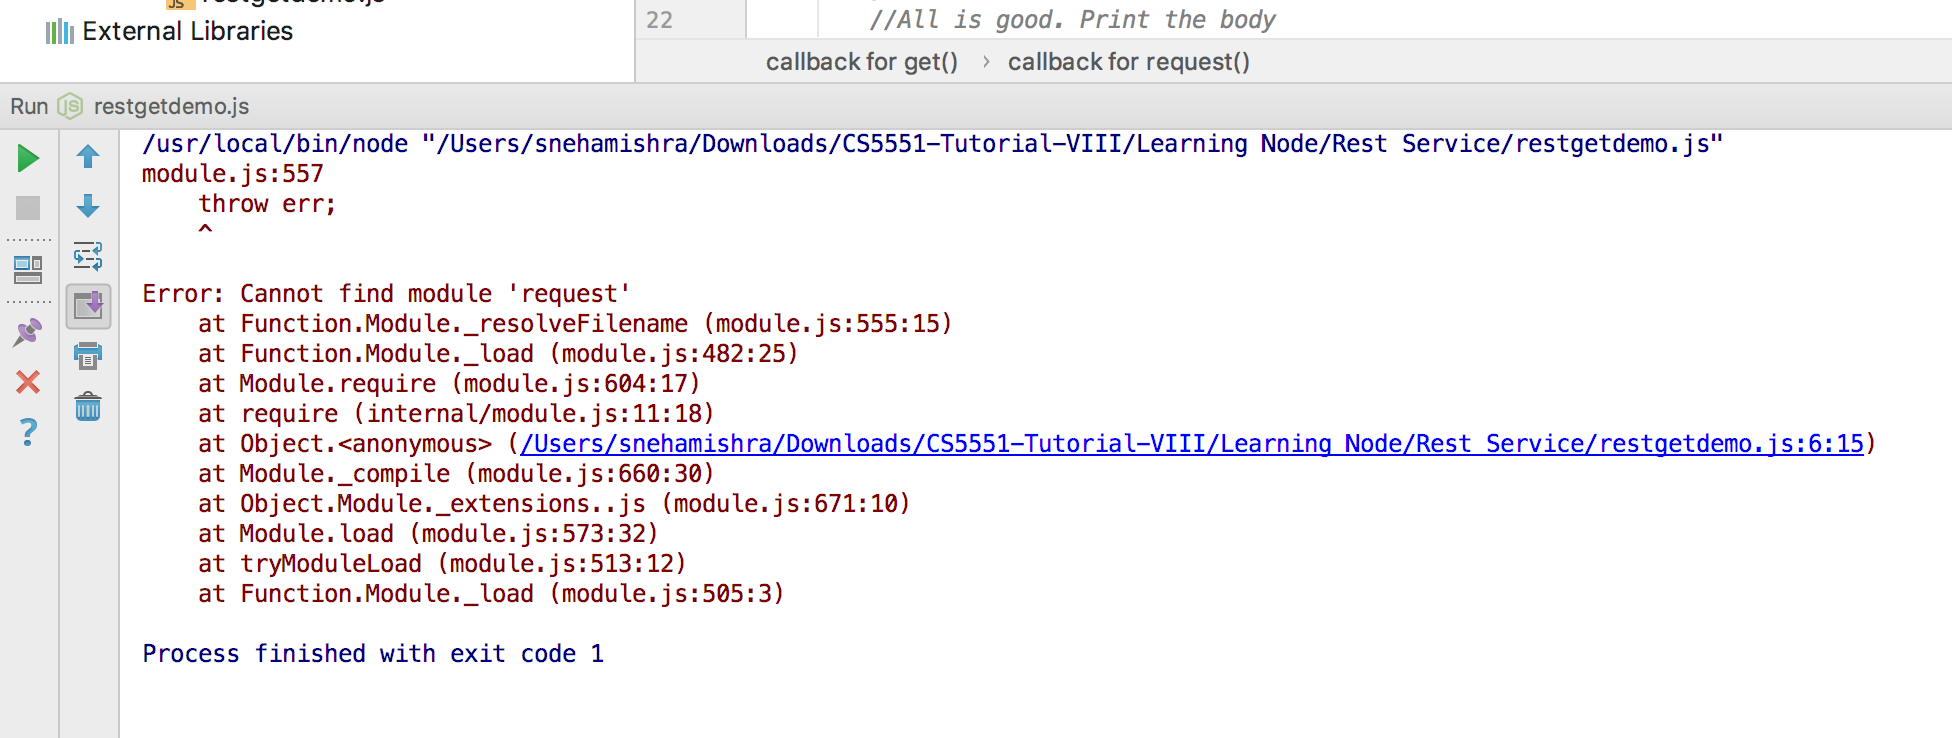 restgetdemo.js
External Libraries
22 //All is good. Print the body
callback for get() › callback for request()
Run JS restgetdemo.js
/usr/local/bin/node "/Users/snehamishra/Downloads/CS5551-Tutorial-VIII/Learning Node/Rest Service/restgetdemo.js"
module.js:557
    throw err;
    ^

Error: Cannot find module 'request'
    at Function.Module._resolveFilename (module.js:555:15)
    at Function.Module._load (module.js:482:25)
    at Module.require (module.js:604:17)
    at require (internal/module.js:11:18)
    at Object.<anonymous> (/Users/snehamishra/Downloads/CS5551-Tutorial-VIII/Learning Node/Rest Service/restgetdemo.js:6:15)
    at Module._compile (module.js:660:30)
    at Object.Module._extensions..js (module.js:671:10)
    at Module.load (module.js:573:32)
    at tryModuleLoad (module.js:513:12)
    at Function.Module._load (module.js:505:3)

Process finished with exit code 1